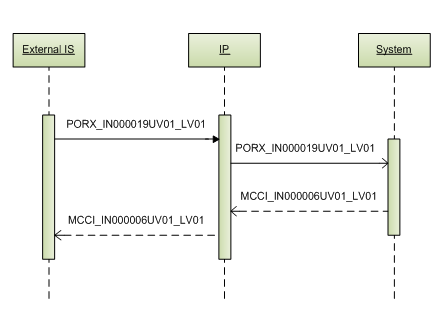 External IS
IP
System
PORX_IN000019UV01_LV01
PORX_IN000019UV01_LV01
MCCI_IN000006UV01_LV01
MCCI_IN000006UV01_LV01